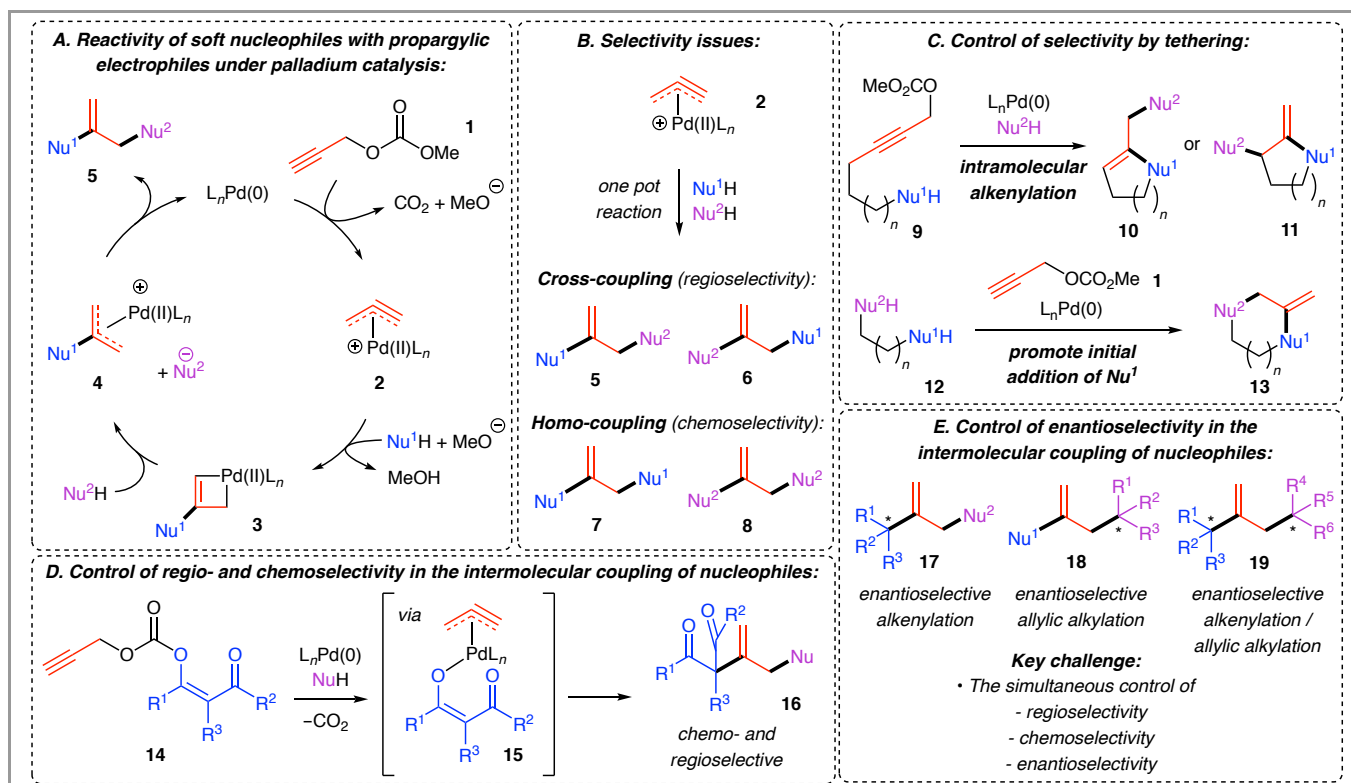 A. Reactivity of soft nucleophiles with propargylic
electrophiles under palladium catalysis:
Nu1
Nu2
5
O
O
O
OMe
1
LnPd(0)
CO2 + MeO⊖
⊕
Pd(II)Ln
Nu1
4
+ Nu2
⊖
⊕
Pd(II)Ln
2
Nu1H + MeO⊖
MeOH
Nu2H
Pd(II)Ln
Nu1
3
B. Selectivity issues:
2
⊕
Pd(II)Ln
one pot
reaction
Nu1H
Nu2H
Cross-coupling (regioselectivity):
Nu1
Nu2
5
Nu2
Nu1
6
Homo-coupling (chemoselectivity):
Nu1
Nu1
7
Nu2
Nu2
8
C. Control of selectivity by tethering:
MeO2CO
Nu1H
( )n
9
LnPd(0)
Nu2H
intramolecular
alkenylation
Nu2
Nu1
( )n
10
or
Nu2
Nu1
( )n
11
Nu2H
Nu1H
( )n
12
OCO2Me
1
LnPd(0)
promote initial
addition of Nu1
Nu2
Nu1
( )n
13
D. Control of regio- and chemoselectivity in the intermolecular coupling of nucleophiles:
O
O
O
O
R1
R2
R3
14
LnPd(0)
NuH
–CO2
via
PdLn
O
O
R1
R2
R3
15
O
R2
O
R1
R3
Nu
16
chemo- and
regioselective
E. Control of enantioselectivity in the
intermolecular coupling of nucleophiles:
R1
R2
R3
*
Nu2
17
enantioselective
alkenylation
Nu1
R1
R2
R3
*
18
enantioselective
allylic alkylation
R1
R2
R3
*
R4
R5
R6
*
19
enantioselective
alkenylation /
allylic alkylation
Key challenge:
• The simultaneous control of
- regioselectivity
- chemoselectivity
- enantioselectivity